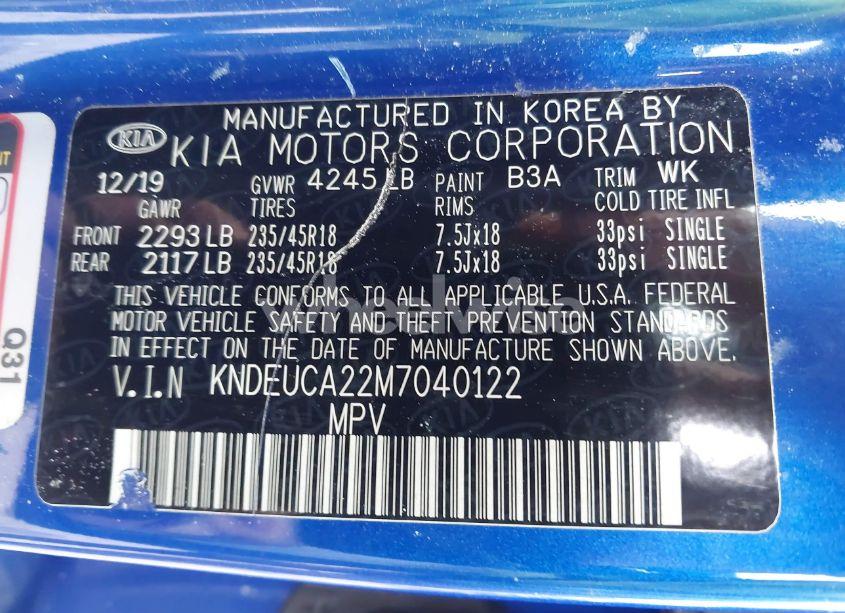 MANUFACTURED IN KOREA BY
KIA KIA MOTORS CORPORATION
12/19 GVWR 4245 LB PAINT B3A TRIM WK
GAWR TIRES RIMS COLD TIRE INFL
FRONT 2293 LB 235/45R18 7.5Jx18 33psi SINGLE
REAR 2117 LB 235/45R18 7.5Jx18 33psi SINGLE
THIS VEHICLE CONFORMS TO ALL APPLICABLE U.S.A. FEDERAL
MOTOR VEHICLE SAFETY AND THEFT PREVENTION STANDARDS
IN EFFECT ON THE DATE OF MANUFACTURE SHOWN ABOVE.
V.I.N KNDEUCA22M7040122
MPV
Q31